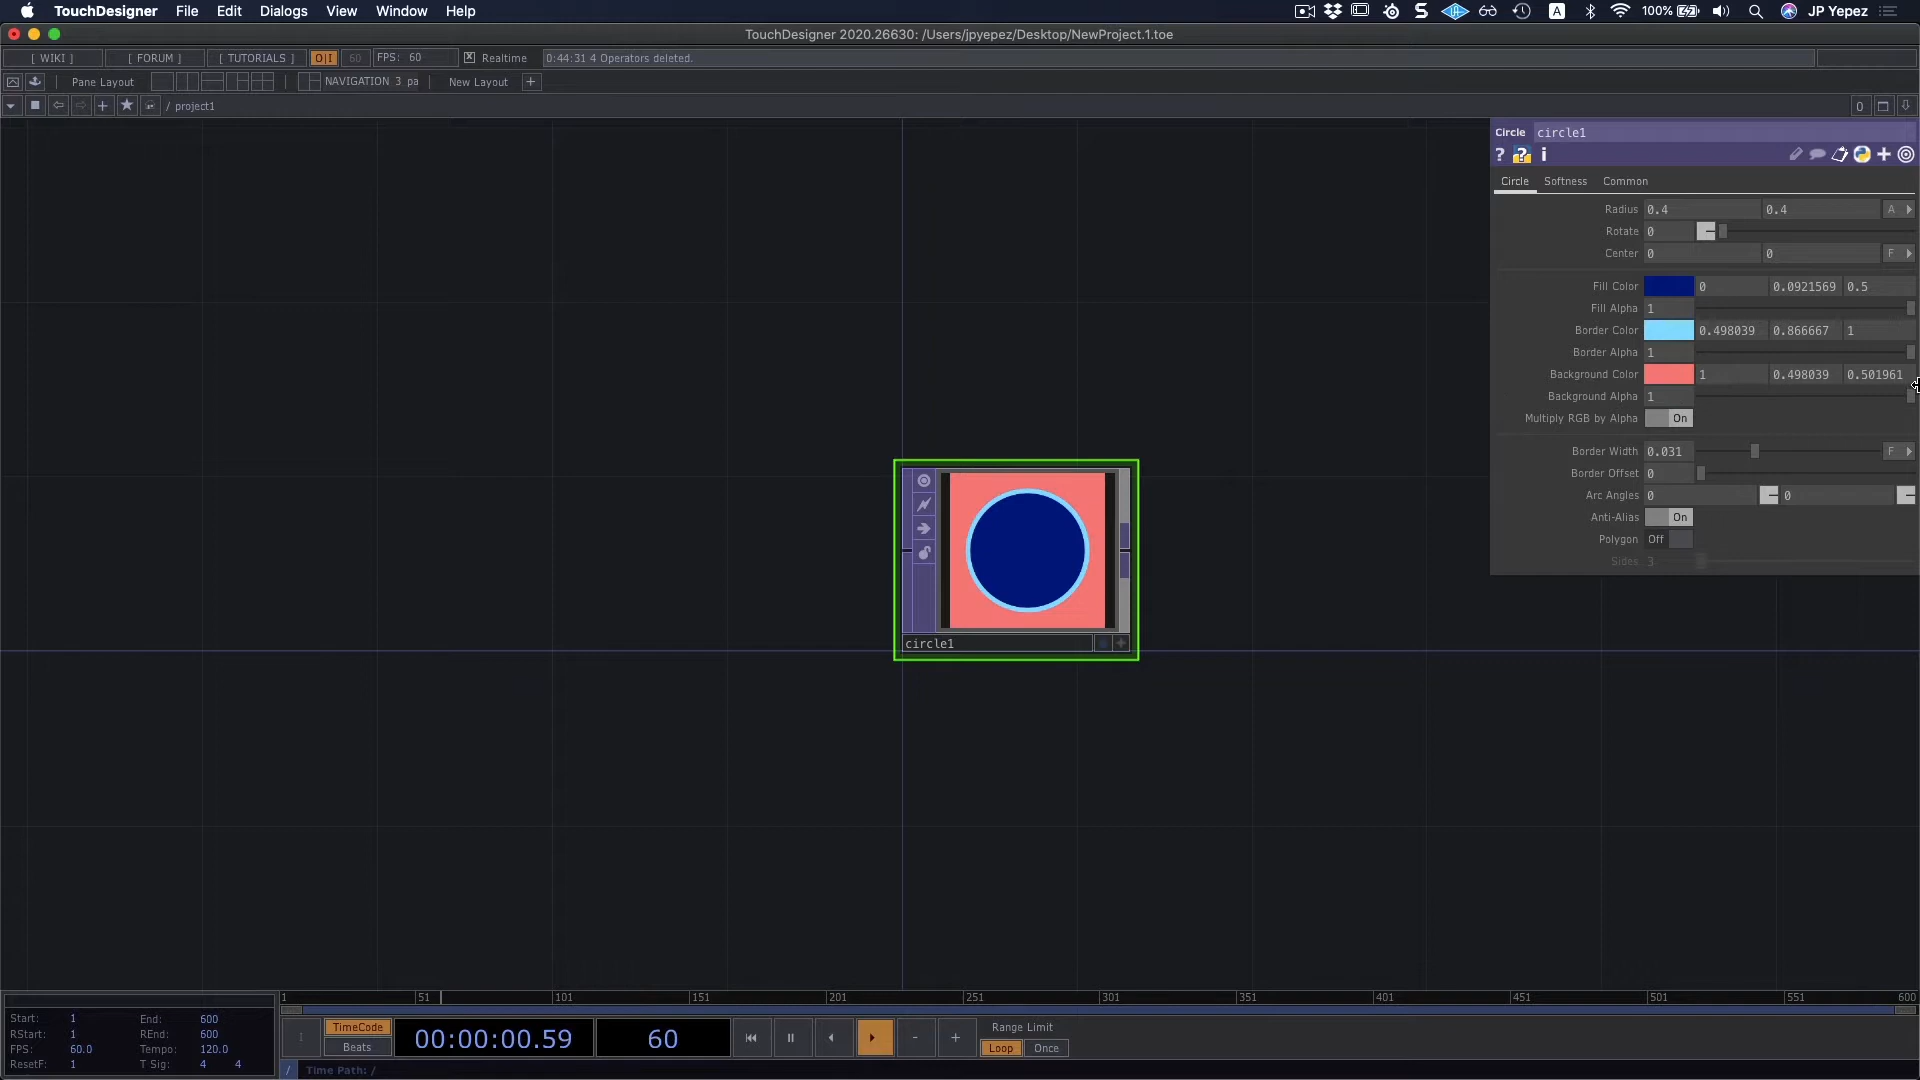 TouchDesigner File Edit Dialogs View Window Help 100% JP Yepez
TouchDesigner 2020.26630: /Users/jpyepez/Desktop/NewProject.1.toe
[ WIKI ] [ FORUM ] [ TUTORIALS ] O|I 60 FPS: 60 Realtime 0:44:31 4 Operators deleted.
Pane Layout NAVIGATION 3 pa New Layout +
/ project1 0
Circle circle1
? ? i
Circle Softness Common
Radius 0.4 0.4 A
Rotate 0
Center 0 0 F
Fill Color 0 0.0921569 0.5
Fill Alpha 1
Border Color 0.498039 0.866667 1
Border Alpha 1
Background Color 1 0.498039 0.501961
Background Alpha 1
Multiply RGB by Alpha On
Border Width 0.031 F
Border Offset 0
Arc Angles 0 0
Anti-Alias On
Polygon Off
Sides 3
circle1
1 51 101 151 201 251 301 351 401 451 501 551 600
Start: 1 End: 600
RStart: 1 REnd: 600
FPS: 60.0 Tempo: 120.0
ResetF: 1 T Sig: 4 4
TimeCode
Beats
00:00:00.59 60
- +
Range Limit
Loop Once
/ Time Path: /